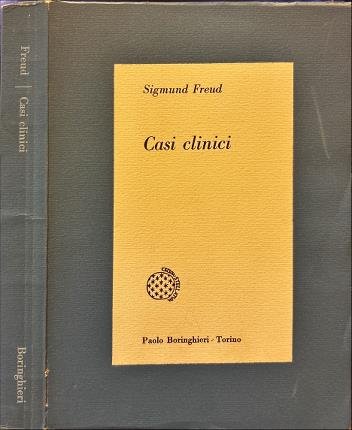 Freud | Casi clinici
Boringhieri
Sigmund Freud
Casi clinici
Paolo Boringhieri - Torino